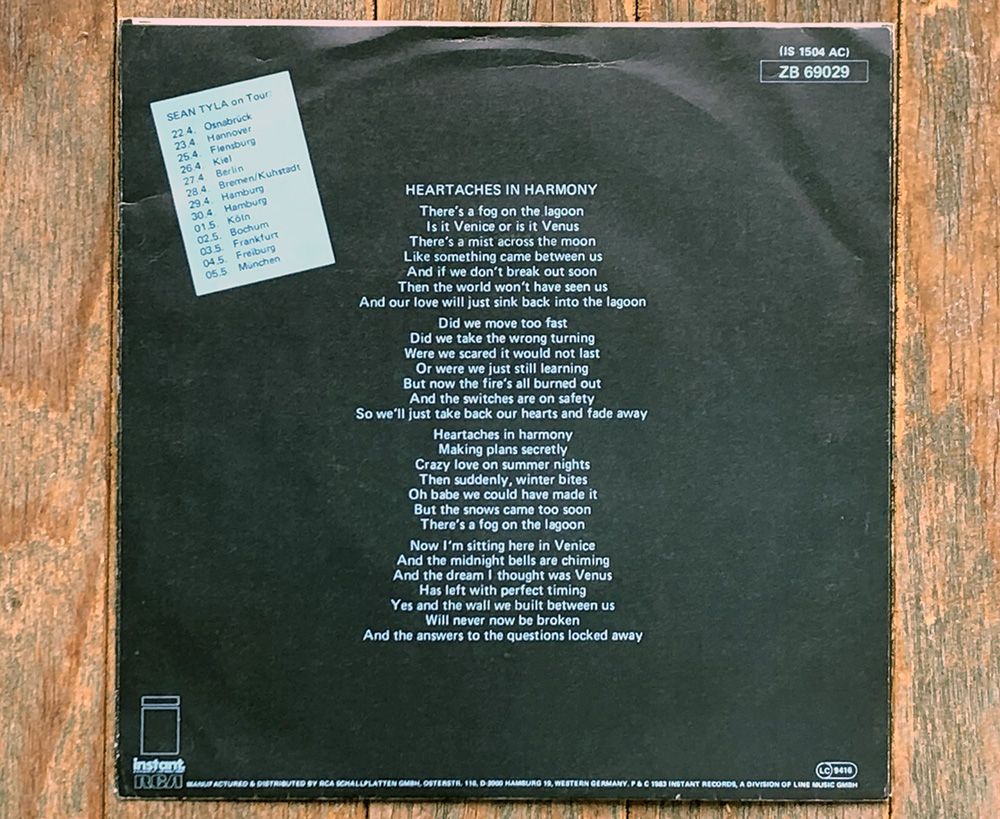 (IS 1504 AC)
ZB 69029
SEAN TYLA on Tour:
22.4. Osnabrück
23.4. Hannover
25.4. Flensburg
26.4 Kiel
27.4 Berlin
28.4 Bremen/Kuhstadt
29.4. Hamburg
30.4. Hamburg
01.5. Köln
02.5. Bochum
03.5. Frankfurt
04.5. Freiburg
05.5 München
HEARTACHES IN HARMONY
There's a fog on the lagoon
Is it Venice or is it Venus
There's a mist across the moon
Like something came between us
And if we don't break out soon
Then the world won't have seen us
And our love will just sink back into the lagoon
Did we move too fast
Did we take the wrong turning
Were we scared it would not last
Or were we just still learning
But now the fire's all burned out
And the switches are on safety
So we'll just take back our hearts and fade away
Heartaches in harmony
Making plans secretly
Crazy love on summer nights
Then suddenly, winter bites
Oh babe we could have made it
But the snows came too soon
There's a fog on the lagoon
Now I'm sitting here in Venice
And the midnight bells are chiming
And the dream I thought was Venus
Has left with perfect timing
Yes and the wall we built between us
Will never now be broken
And the answers to the questions locked away
instant
RCA
LC 9416
MANUFACTURED & DISTRIBUTED BY RCA SCHALLPLATTEN GMBH, OSTERSTR. 116, D-2000 HAMBURG 19, WESTERN GERMANY. P & C 1983 INSTANT RECORDS, A DIVISION OF LINE MUSIC GMBH